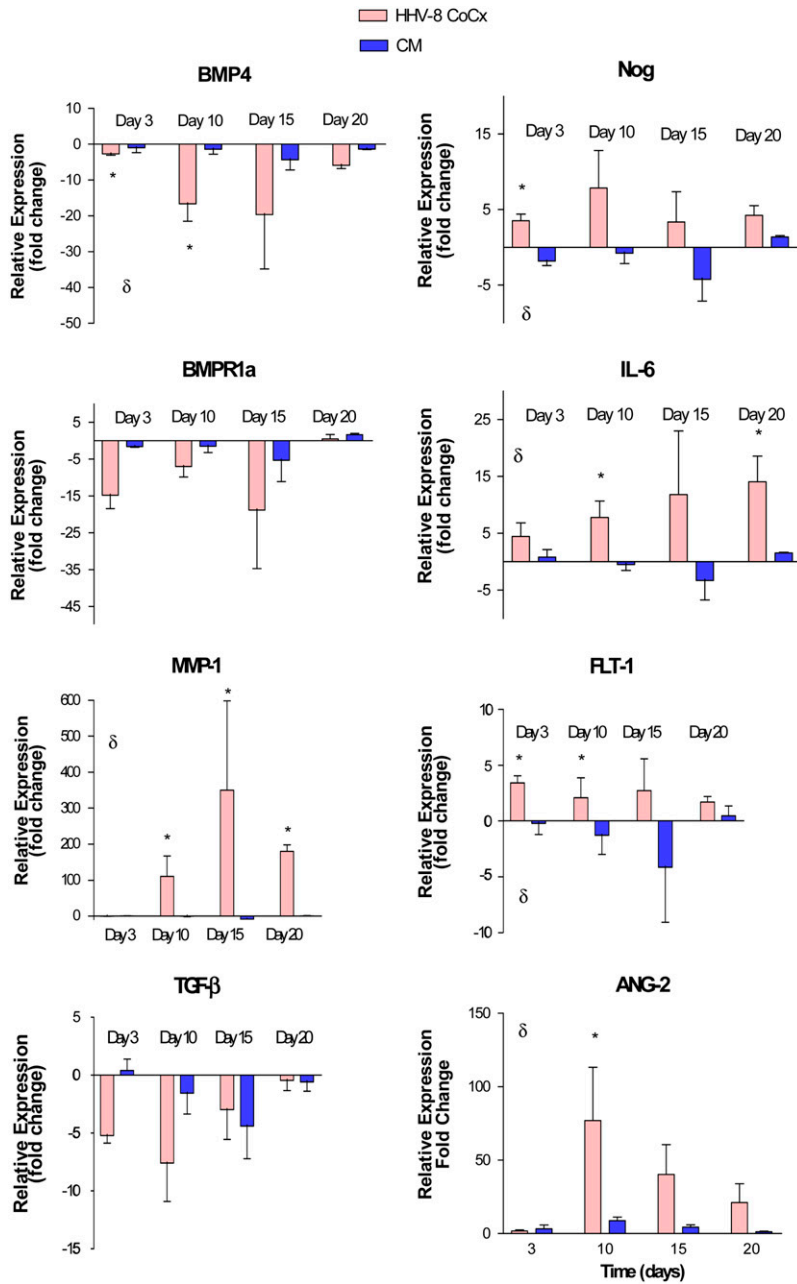 HHV-8 CoCx
CM
BMP4
Relative Expression
(fold change)
10
0
-10
-20
-30
-40
-50
Day 3
Day 10
Day 15
Day 20
*
*
δ
Nog
Relative Expression
(fold change)
15
5
-5
Day 3
Day 10
Day 15
Day 20
*
δ
BMPR1a
Relative Expression
(fold change)
5
-5
-15
-25
-35
-45
Day 3
Day 10
Day 15
Day 20
IL-6
Relative Expression
(fold change)
25
15
5
-5
Day 3
Day 10
Day 15
Day 20
δ
*
*
MMP-1
Relative Expression
(fold change)
600
500
400
300
200
100
0
δ
*
*
*
Day 3
Day 10
Day 15
Day 20
FLT-1
Relative Expression
(fold change)
10
5
0
-5
-10
Day 3
Day 10
Day 15
Day 20
*
*
δ
TGF-β
Relative Expression
(fold change)
5
0
-5
-10
-15
Day 3
Day 10
Day 15
Day 20
ANG-2
Relative Expression
Fold Change
150
100
50
0
δ
*
3
10
15
20
Time (days)